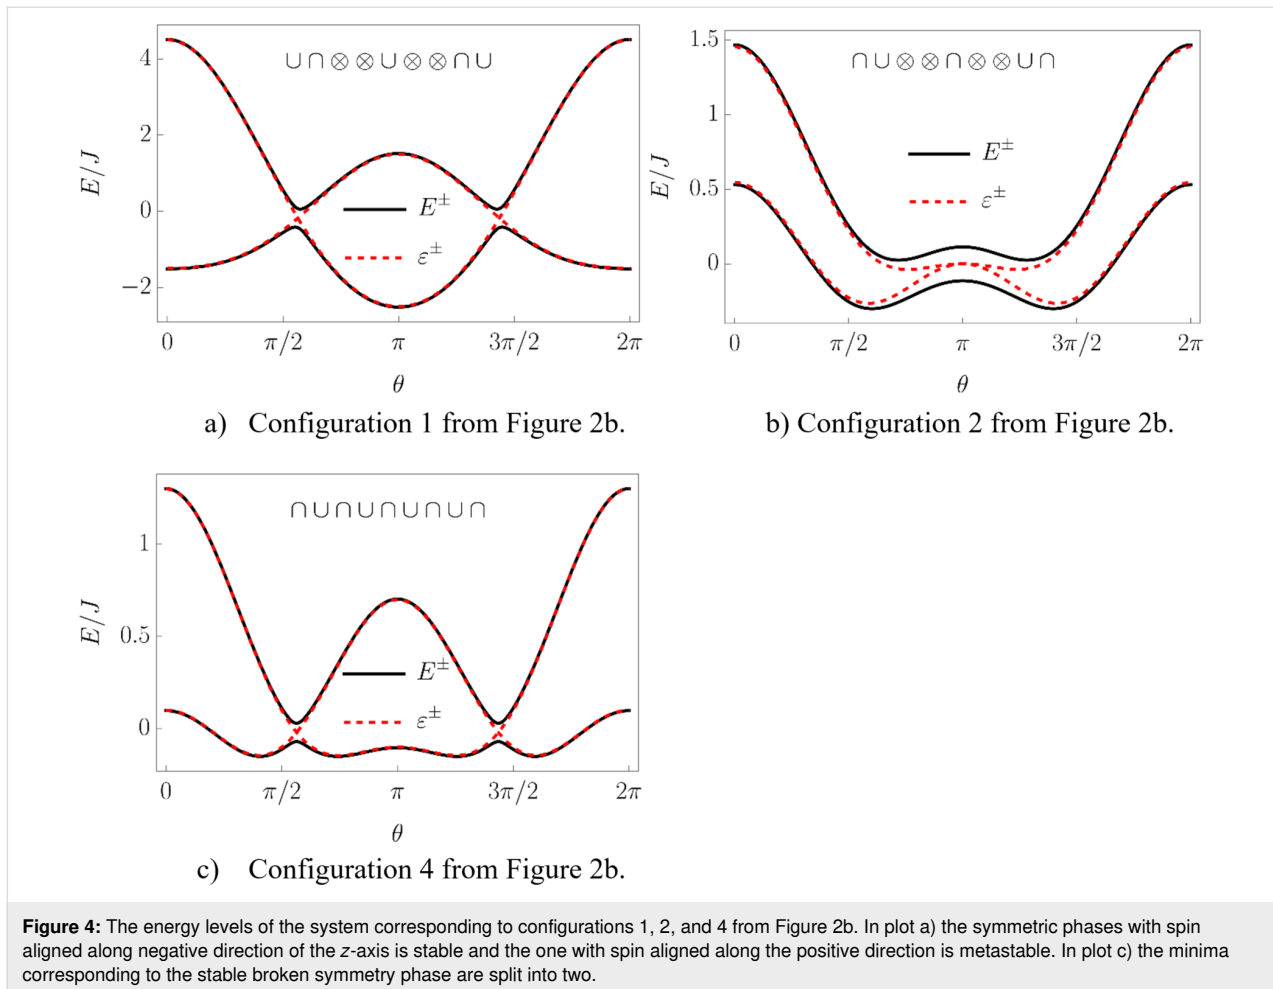 ∪∩⊗⊗∪⊗⊗∩∪
4
2
0
−2
E/J
E±
ε±
0 π/2 π 3π/2 2π
θ
a) Configuration 1 from Figure 2b.
∩∪⊗⊗∩⊗⊗∪∩
1.5
1
0.5
0
E/J
E±
ε±
0 π/2 π 3π/2 2π
θ
b) Configuration 2 from Figure 2b.
∩∪∩∪∩∪∩∪∩
1
0.5
0
E/J
E±
ε±
0 π/2 π 3π/2 2π
θ
c) Configuration 4 from Figure 2b.
Figure 4: The energy levels of the system corresponding to configurations 1, 2, and 4 from Figure 2b. In plot a) the symmetric phases with spin
aligned along negative direction of the z-axis is stable and the one with spin aligned along the positive direction is metastable. In plot c) the minima
corresponding to the stable broken symmetry phase are split into two.